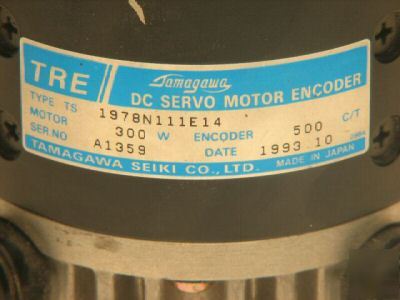 TRE Tamagawa
DC SERVO MOTOR ENCODER
TYPE TS 1978N111E14
MOTOR 300 W ENCODER 500 C/T
SER.NO A1359 DATE 1993.10
TAMAGAWA SEIKI CO., LTD. MADE IN JAPAN